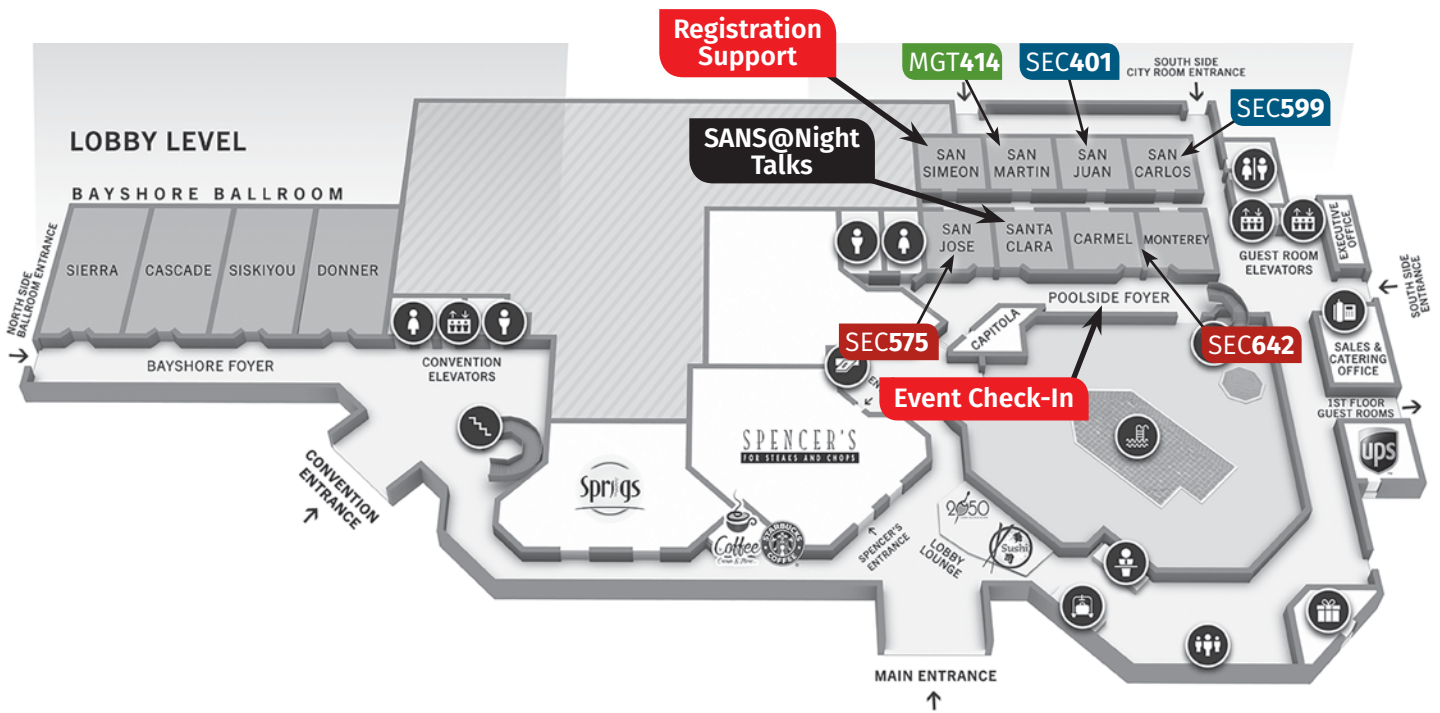 Registration
Support
MGT414
SEC401
SOUTH SIDE
CITY ROOM ENTRANCE
SEC599
LOBBY LEVEL
SANS@Night
Talks
SAN
SIMEON
SAN
MARTIN
SAN
JUAN
SAN
CARLOS
BAYSHORE BALLROOM
SIERRA
CASCADE
SISKIYOU
DONNER
SAN
JOSE
SANTA
CLARA
CARMEL
MONTEREY
EXECUTIVE
OFFICE
GUEST ROOM
ELEVATORS
NORTH SIDE
BALLROOM ENTRANCE
SOUTH SIDE
ENTRANCE
POOLSIDE FOYER
CAPITOLA
SEC575
SEC642
SALES &
CATERING
OFFICE
BAYSHORE FOYER
CONVENTION
ELEVATORS
EN
Event Check-In
1ST FLOOR
GUEST ROOMS
SPENCER'S
FOR STEAKS AND CHOPS
ups
CONVENTION
ENTRANCE
Sprigs
2050
Sushi
Coffee
STARBUCKS
COFFEE
SPENCER'S
ENTRANCE
LOBBY
LOUNGE
MAIN ENTRANCE